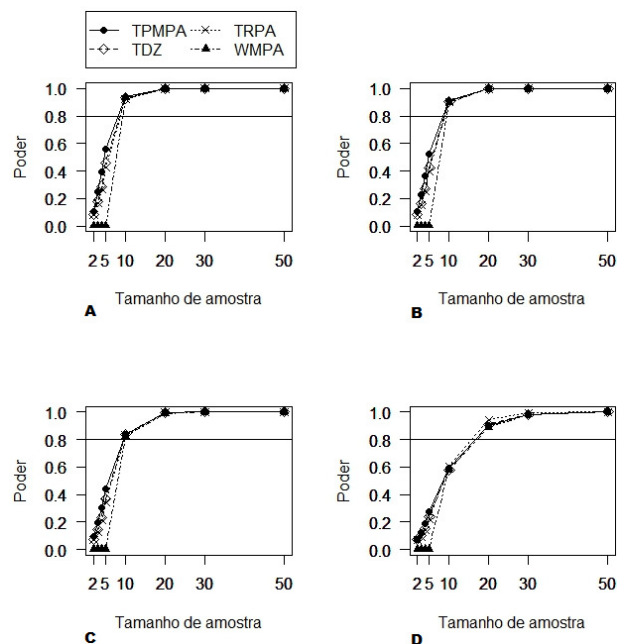 TPMPA TRPA
TDZ WMPA
1.0 1.0
0.8 0.8
0.6 0.6
0.4 0.4
0.2 0.2
0.0 0.0
Poder Poder
2 5 10 20 30 50 2 5 10 20 30 50
Tamanho de amostra Tamanho de amostra
A B
1.0 1.0
0.8 0.8
0.6 0.6
0.4 0.4
0.2 0.2
0.0 0.0
Poder Poder
2 5 10 20 30 50 2 5 10 20 30 50
Tamanho de amostra Tamanho de amostra
C D